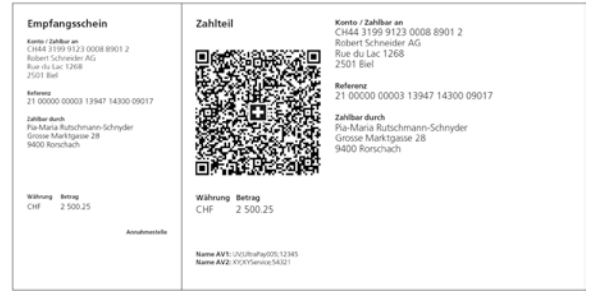 Empfangsschein
Konto / Zahlbar an
CH44 3199 9123 0008 8901 2
Robert Schneider AG
Rue du Lac 1268
2501 Biel
Referenz
21 00000 00003 13947 14300 09017
Zahlbar durch
Pia-Maria Rutschmann-Schnyder
Grosse Marktgasse 28
9400 Rorschach
Währung Betrag
CHF 2 500.25
Annahmestelle
Zahlteil
Währung Betrag
CHF 2 500.25
Konto / Zahlbar an
CH44 3199 9123 0008 8901 2
Robert Schneider AG
Rue du Lac 1268
2501 Biel
Referenz
21 00000 00003 13947 14300 09017
Zahlbar durch
Pia-Maria Rutschmann-Schnyder
Grosse Marktgasse 28
9400 Rorschach
Name AV1: UV;UltraPay005;12345
Name AV2: XY;XYService;54321